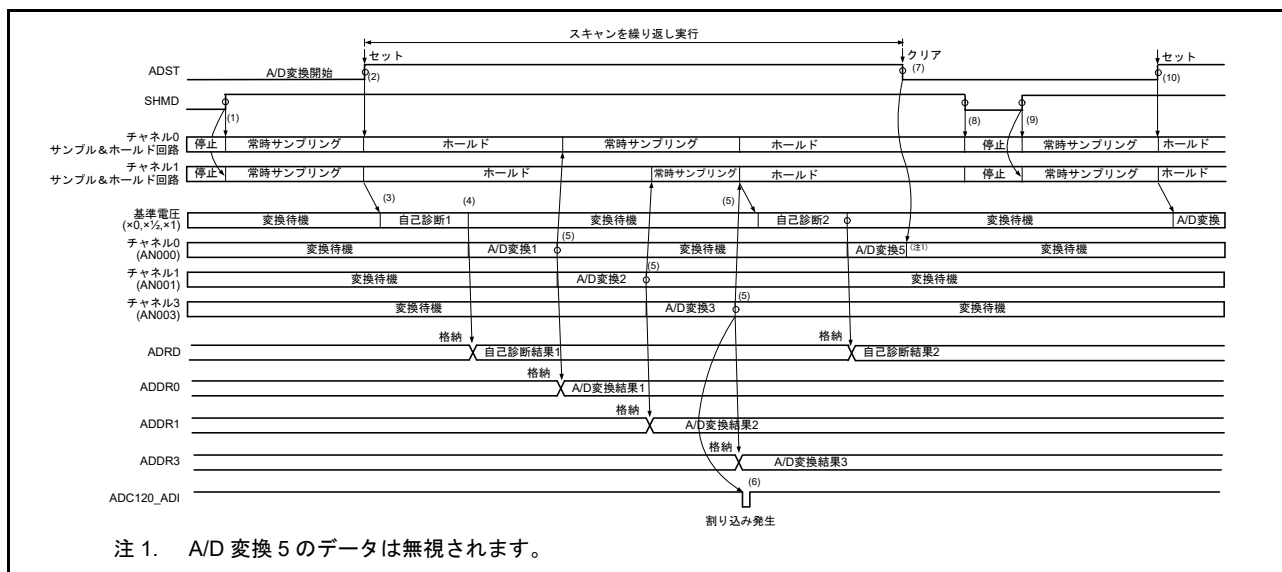 スキャンを繰り返し実行
ADST A/D変換開始 セット (2) クリア (7) セット (10)
SHMD (1) (8) (9)
チャネル0
サンプル＆ホールド回路 停止 常時サンプリング ホールド 常時サンプリング ホールド 停止 常時サンプリング ホールド
チャネル1
サンプル＆ホールド回路 停止 常時サンプリング ホールド 常時サンプリング ホールド 停止 常時サンプリング ホールド
(3) (4) (5)
基準電圧
(×0,×½,×1) 変換待機 自己診断1 変換待機 自己診断2 変換待機 A/D変換
チャネル0
(AN000) 変換待機 A/D変換1 (5) 変換待機 A/D変換5 (注1) 変換待機
チャネル1
(AN001) 変換待機 A/D変換2 (5) 変換待機
チャネル3
(AN003) 変換待機 A/D変換3 (5) 変換待機
ADRD 格納 自己診断結果1 格納 自己診断結果2
ADDR0 格納 A/D変換結果1
ADDR1 格納 A/D変換結果2
ADDR3 格納 A/D変換結果3
ADC120_ADI (6)
割り込み発生
注 1. A/D 変換 5 のデータは無視されます。